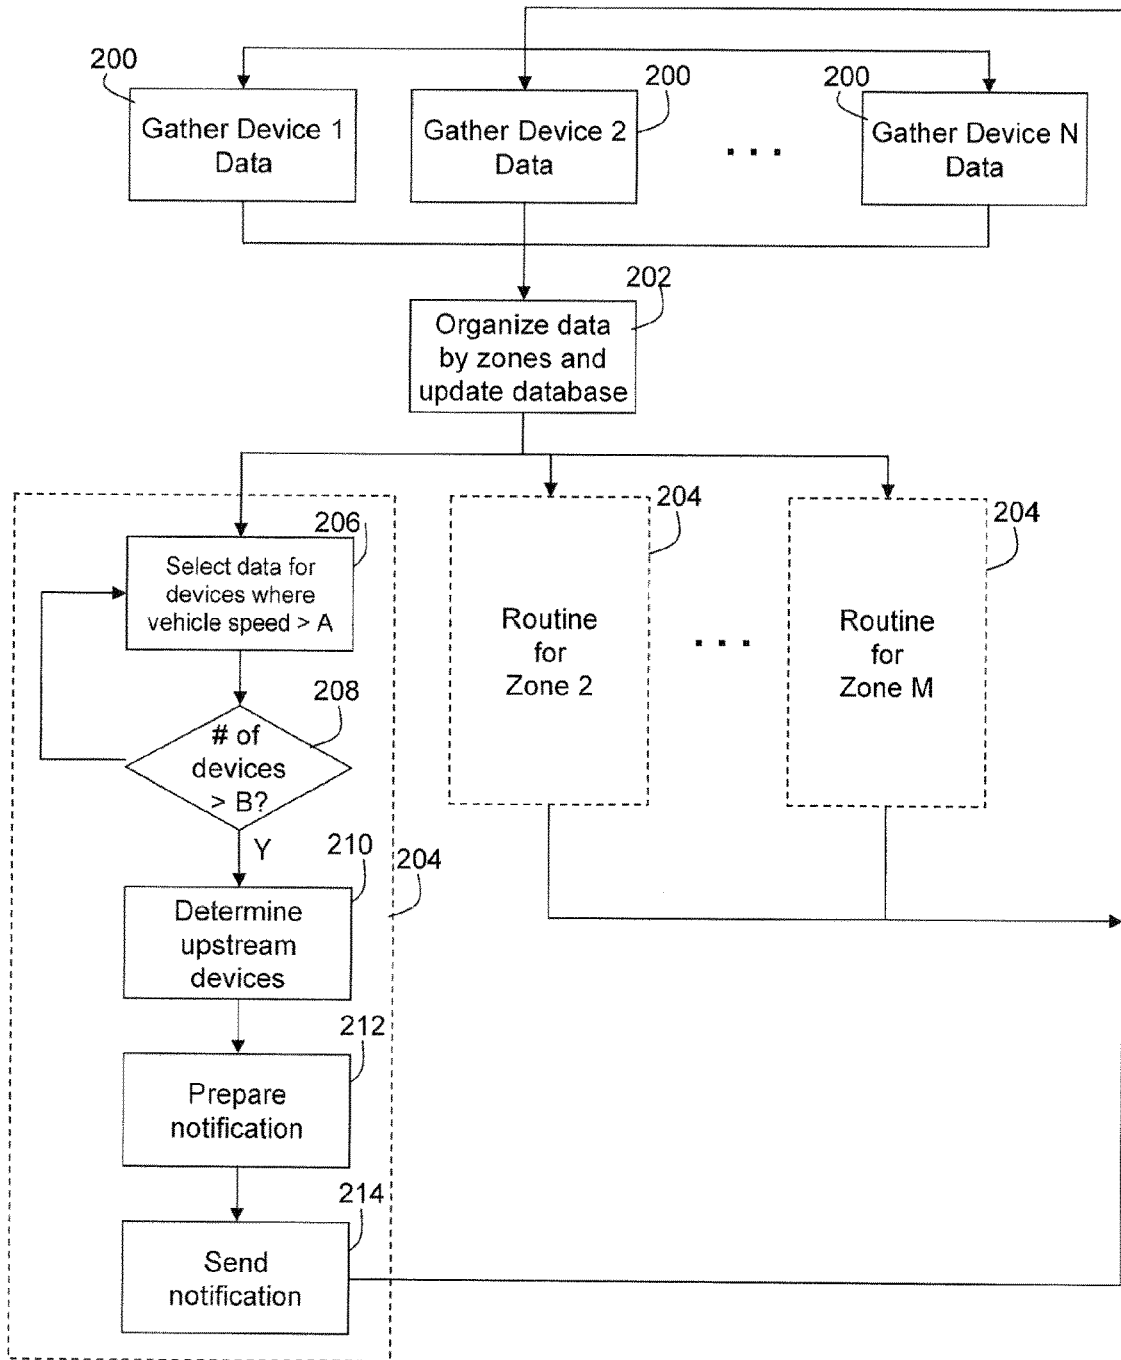 200
200
200
Gather Device 1
Data
Gather Device 2
Data
. . .
Gather Device N
Data
202
Organize data
by zones and
update database
206
Select data for
devices where
vehicle speed > A
204
Routine
for
Zone 2
. . .
204
Routine
for
Zone M
208
# of
devices
> B?
Y
210
204
Determine
upstream
devices
212
Prepare
notification
214
Send
notification